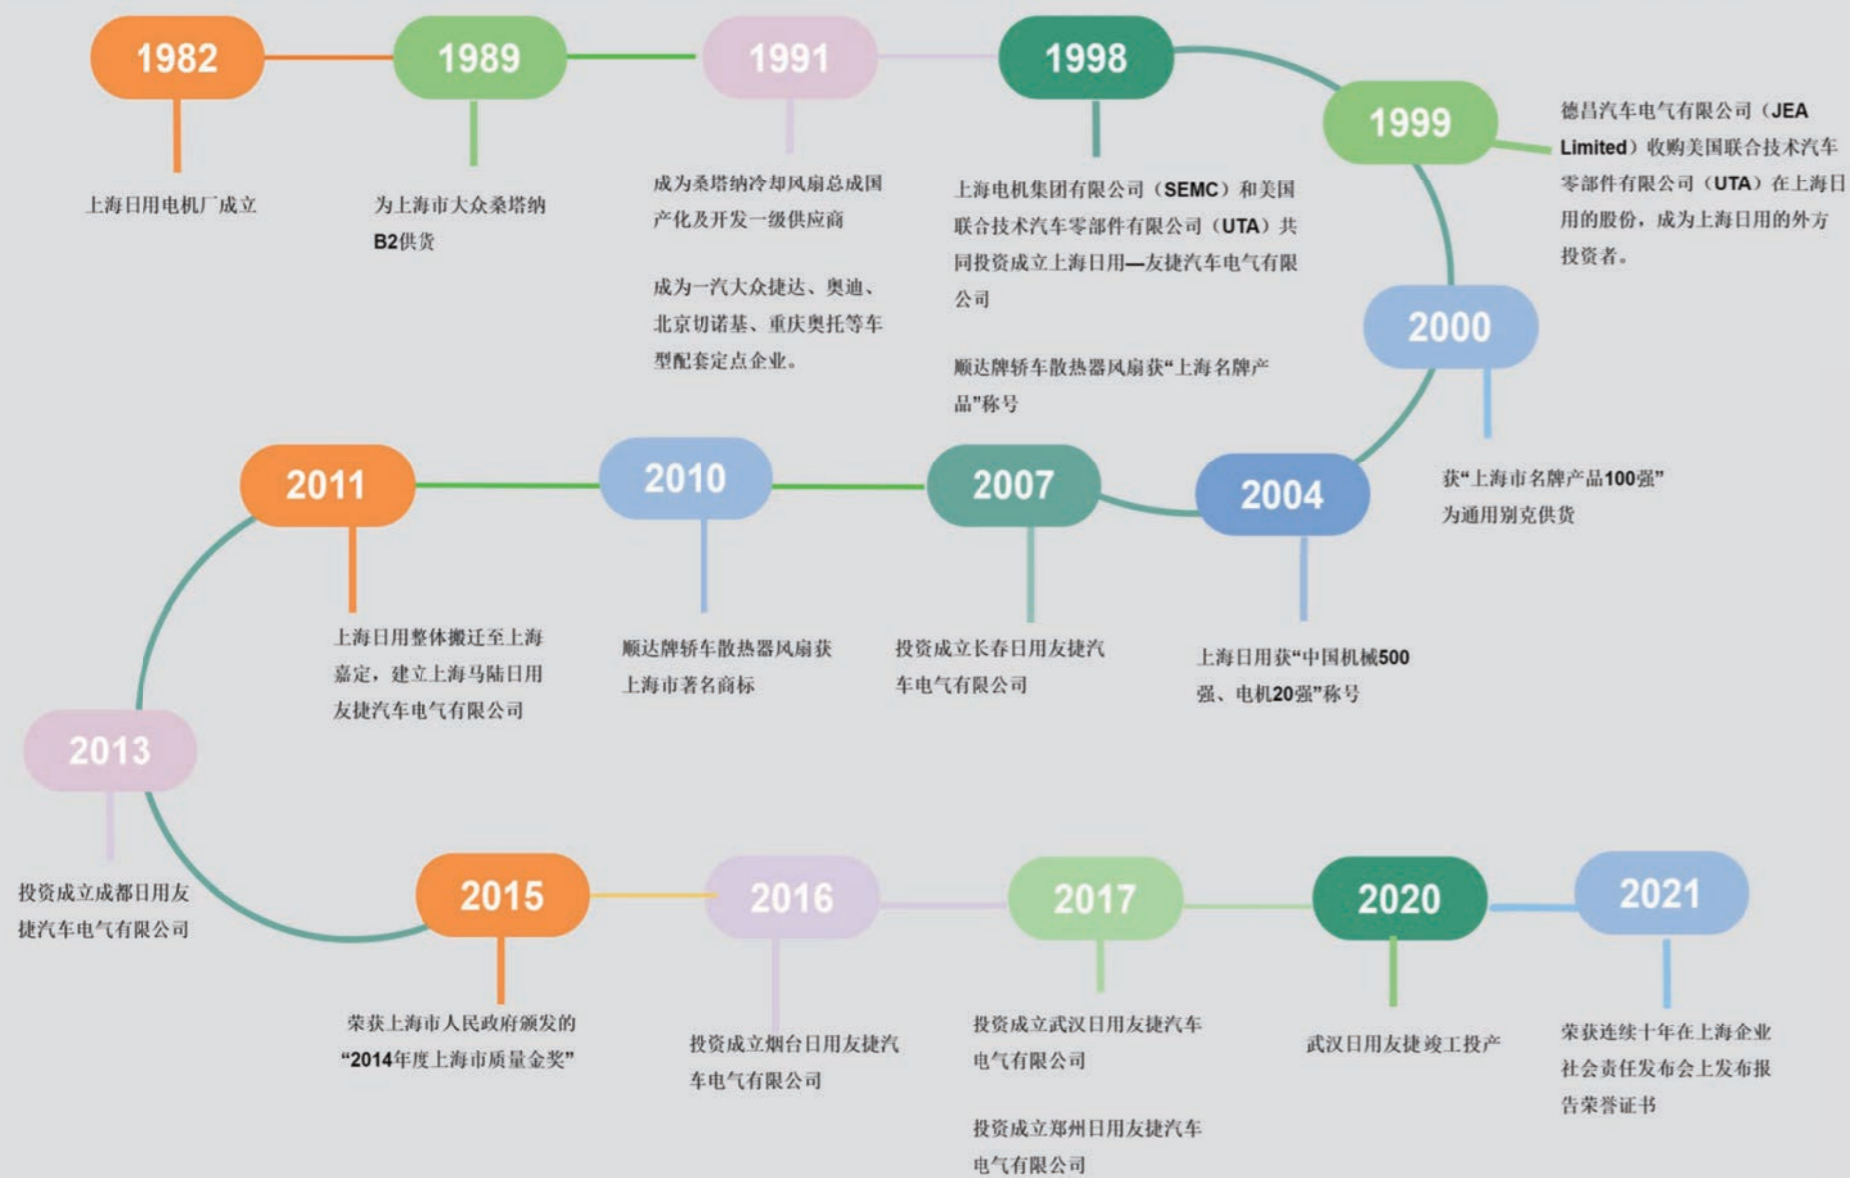 1982
上海日用电机厂成立
1989
为上海市大众桑塔纳
B2供货
1991
成为桑塔纳冷却风扇总成国
产化及开发一级供应商
成为一汽大众捷达、奥迪、
北京切诺基、重庆奥托等车
型配套定点企业。
1998
上海电机集团有限公司（SEMC）和美国
联合技术汽车零部件有限公司（UTA）共
同投资成立上海日用—友捷汽车电气有限
公司
顺达牌轿车散热器风扇获“上海名牌产
品”称号
1999
德昌汽车电气有限公司（JEA
Limited）收购美国联合技术汽车
零部件有限公司（UTA）在上海日
用的股份，成为上海日用的外方
投资者。
2000
获“上海市名牌产品100强”
为通用别克供货
2004
上海日用获“中国机械500
强、电机20强”称号
2007
投资成立长春日用友捷汽
车电气有限公司
2010
顺达牌轿车散热器风扇获
上海市著名商标
2011
上海日用整体搬迁至上海
嘉定，建立上海马陆日用
友捷汽车电气有限公司
2013
投资成立成都日用友
捷汽车电气有限公司
2015
荣获上海市人民政府颁发的
“2014年度上海市质量金奖”
2016
投资成立烟台日用友捷汽
车电气有限公司
2017
投资成立武汉日用友捷汽车
电气有限公司
投资成立郑州日用友捷汽车
电气有限公司
2020
武汉日用友捷竣工投产
2021
荣获连续十年在上海企业
社会责任发布会上发布报
告荣誉证书